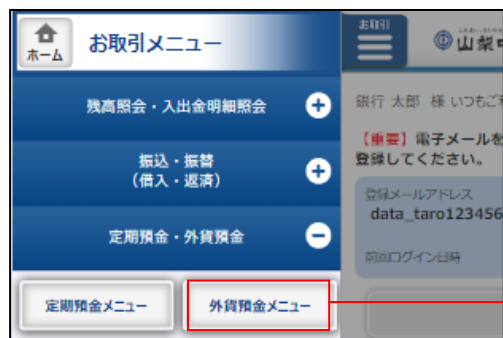 ホーム
お取引メニュー
残高照会・入出金明細照会
振込・振替
(借入・返済)
定期預金・外貨預金
定期預金メニュー
外貨預金メニュー
お取引
山梨中
銀行 太郎 様 いつもご
【重要】電子メールを
登録してください。
登録メールアドレス
data_taro123456
前回ログイン日時